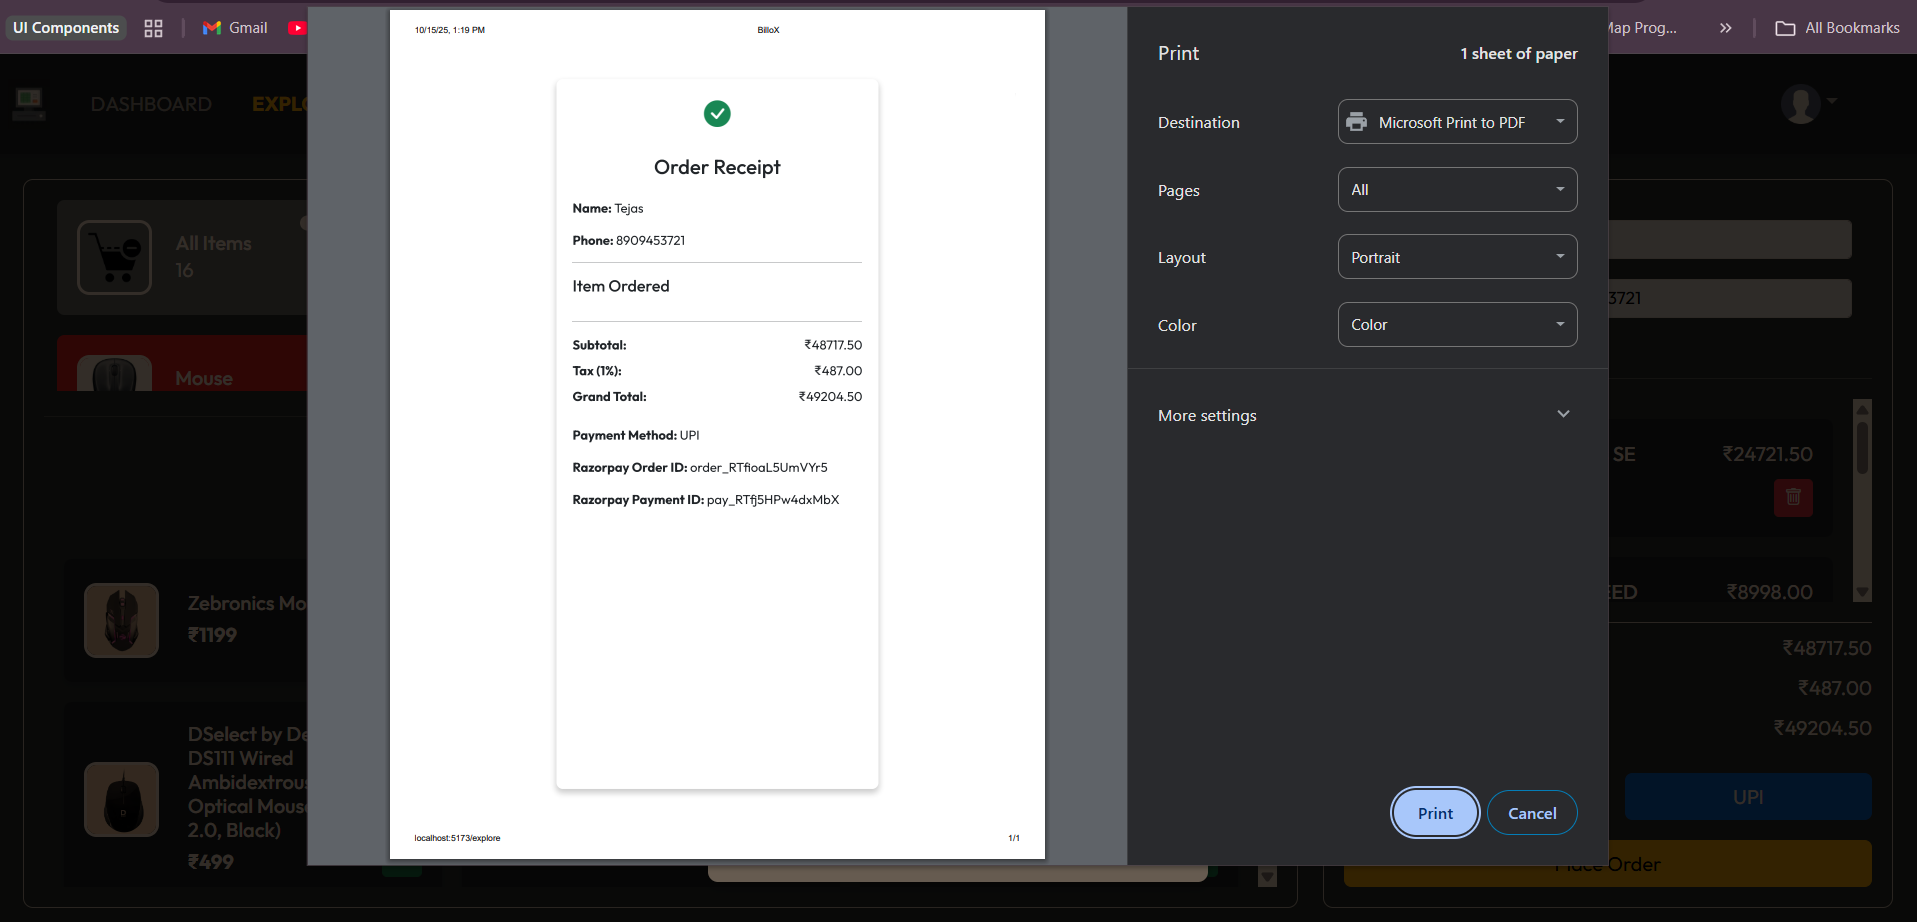 UI Components
Gmail
Map Prog...
»
All Bookmarks
DASHBOARD
EXPLO
All Items
16
Mouse
Zebronics Mo
₹1199
DSelect by De
DS111 Wired
Ambidextrous
Optical Mouse
2.0, Black)
₹499
10/15/25, 1:19 PM
BilloX
Order Receipt
Name: Tejas
Phone: 8909453721
Item Ordered
Subtotal: ₹48717.50
Tax (1%): ₹487.00
Grand Total: ₹49204.50
Payment Method: UPI
Razorpay Order ID: order_RTfioaL5UmVYr5
Razorpay Payment ID: pay_RTfj5HPw4dxMbX
localhost:5173/explore
1/1
Print
1 sheet of paper
Destination
Microsoft Print to PDF
Pages
All
Layout
Portrait
Color
Color
More settings
Print
Cancel
3721
SE
₹24721.50
EED
₹8998.00
₹48717.50
₹487.00
₹49204.50
UPI
Place Order